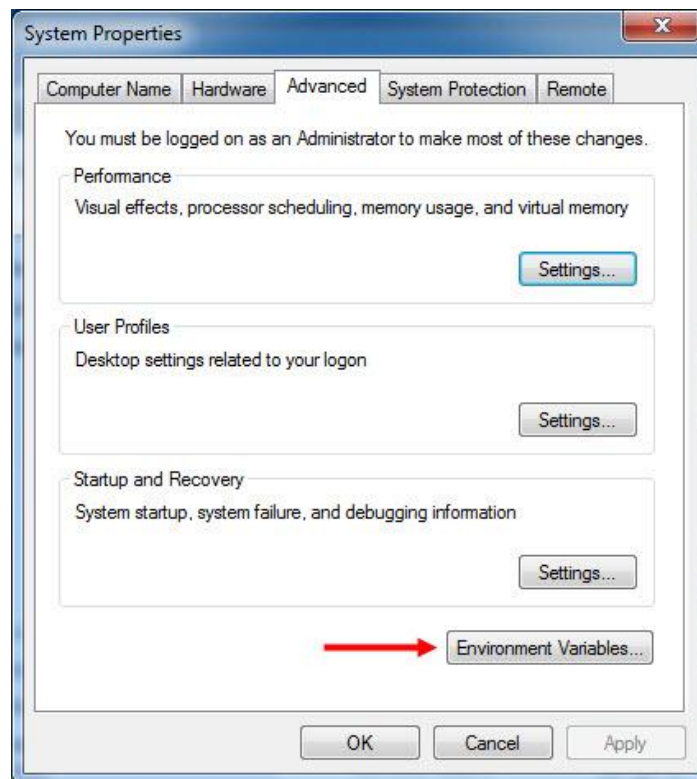 System Properties
Computer Name Hardware Advanced System Protection Remote
You must be logged on as an Administrator to make most of these changes.
Performance
Visual effects, processor scheduling, memory usage, and virtual memory
Settings...
User Profiles
Desktop settings related to your logon
Settings...
Startup and Recovery
System startup, system failure, and debugging information
Settings...
Environment Variables...
OK Cancel Apply